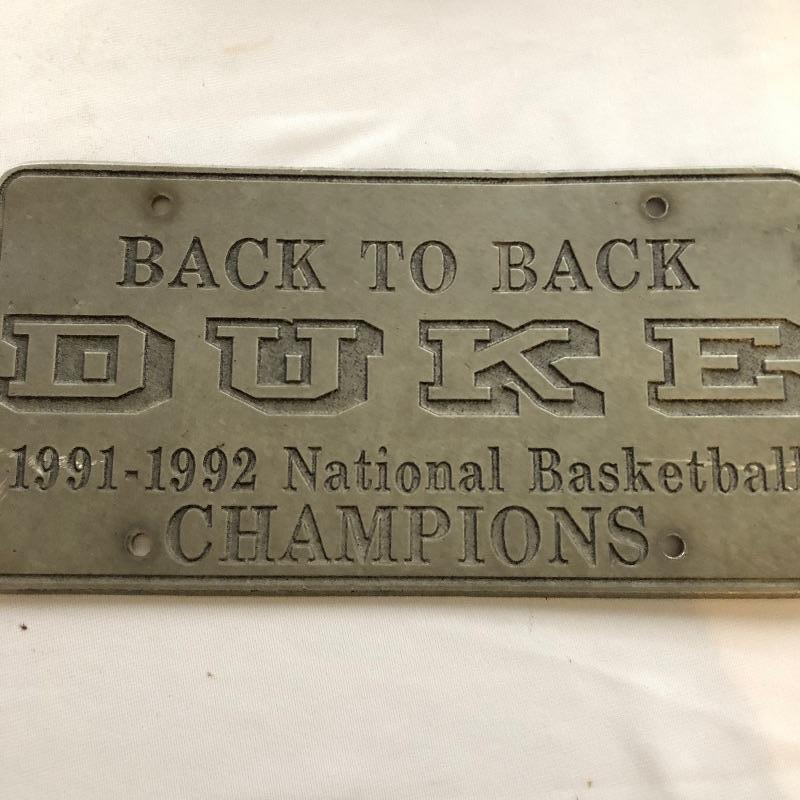 BACK TO BACK
DUKE
1991-1992 National Basketball
CHAMPIONS